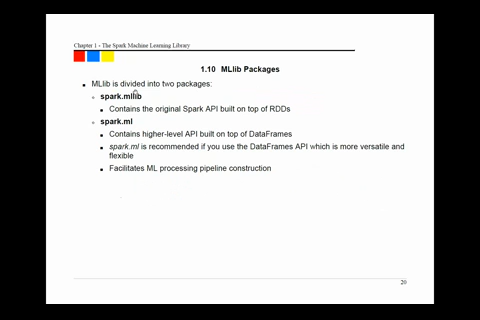 Chapter 1 - The Spark Machine Learning Library
1.10 MLlib Packages
MLlib is divided into two packages:
spark.mllib
Contains the original Spark API built on top of RDDs
spark.ml
Contains higher-level API built on top of DataFrames
spark.ml is recommended if you use the DataFrames API which is more versatile and
flexible
Facilitates ML processing pipeline construction
20